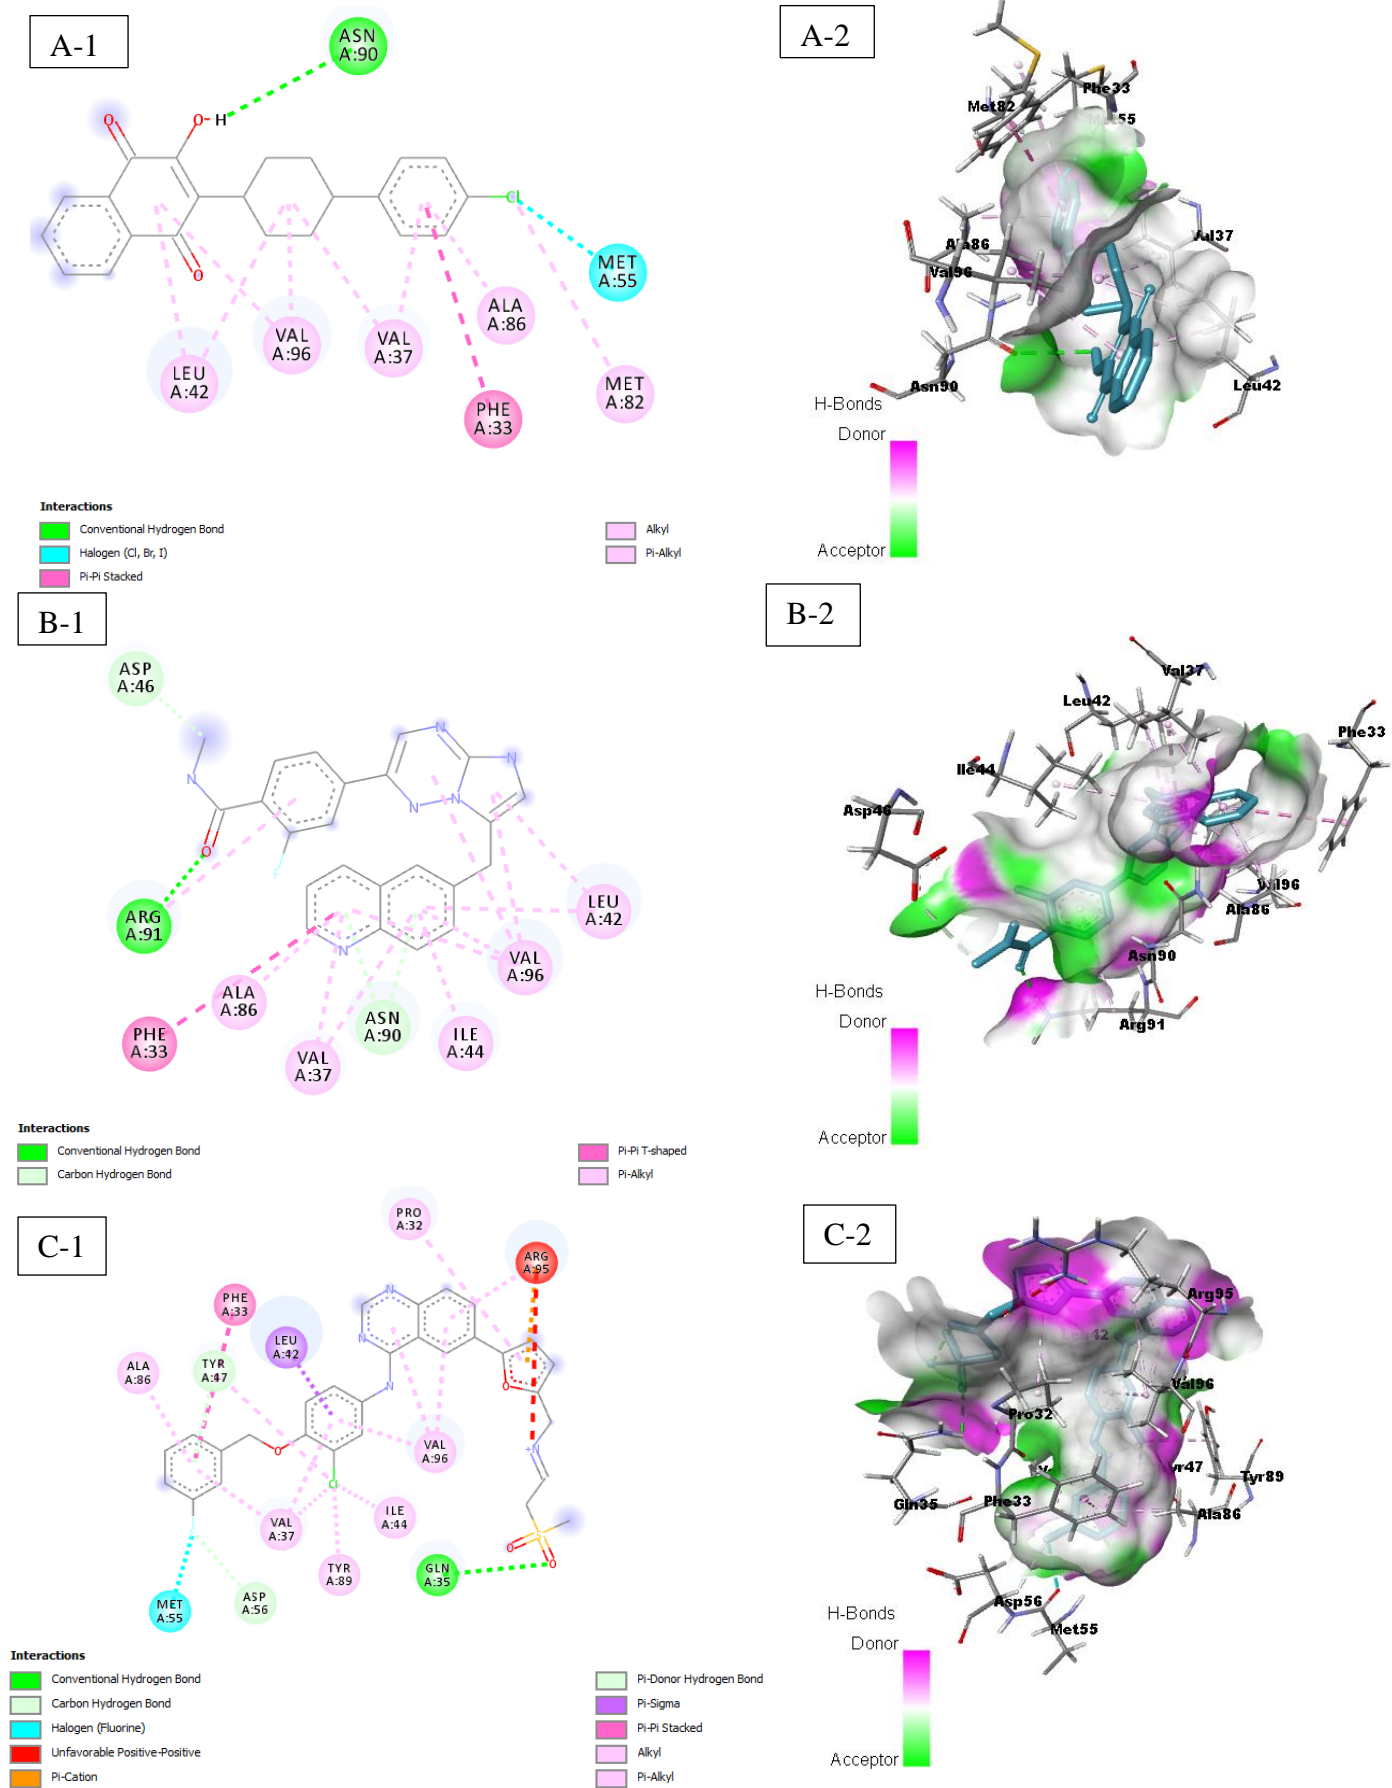 A-1
ASN
A:90
O
O
H
Cl
O
MET
A:55
ALA
A:86
VAL
A:96
VAL
A:37
LEU
A:42
MET
A:82
PHE
A:33
Interactions
Conventional Hydrogen Bond
Halogen (Cl, Br, I)
Pi-Pi Stacked
Alkyl
Pi-Alkyl
A-2
Phe33
Met82
Met55
Val37
Ala86
Val96
Asn90
Leu42
H-Bonds
Donor
Acceptor
B-1
ASP
A:46
N
N
N
N
N
O
F
N
ARG
A:91
LEU
A:42
VAL
A:96
ALA
A:86
ASN
A:90
PHE
A:33
VAL
A:37
ILE
A:44
Interactions
Conventional Hydrogen Bond
Carbon Hydrogen Bond
Pi-Pi T-shaped
Pi-Alkyl
B-2
Val37
Leu42
Phe33
Ile44
Asp46
Val96
Ala86
Asn90
Arg91
H-Bonds
Donor
Acceptor
C-1
PRO
A:32
ARG
A:95
PHE
A:33
LEU
A:42
N
N
ALA
A:86
TYR
A:47
O
N
O
N+
VAL
A:96
Cl
VAL
A:37
ILE
A:44
S
O
O
TYR
A:89
GLN
A:35
MET
A:55
ASP
A:56
Interactions
Conventional Hydrogen Bond
Carbon Hydrogen Bond
Halogen (Fluorine)
Unfavorable Positive-Positive
Pi-Cation
Pi-Donor Hydrogen Bond
Pi-Sigma
Pi-Pi Stacked
Alkyl
Pi-Alkyl
C-2
Arg95
Leu42
Val96
Pro32
Tyr89
Gln35
Phe33
Ala86
Asp56
Met55
H-Bonds
Donor
Acceptor